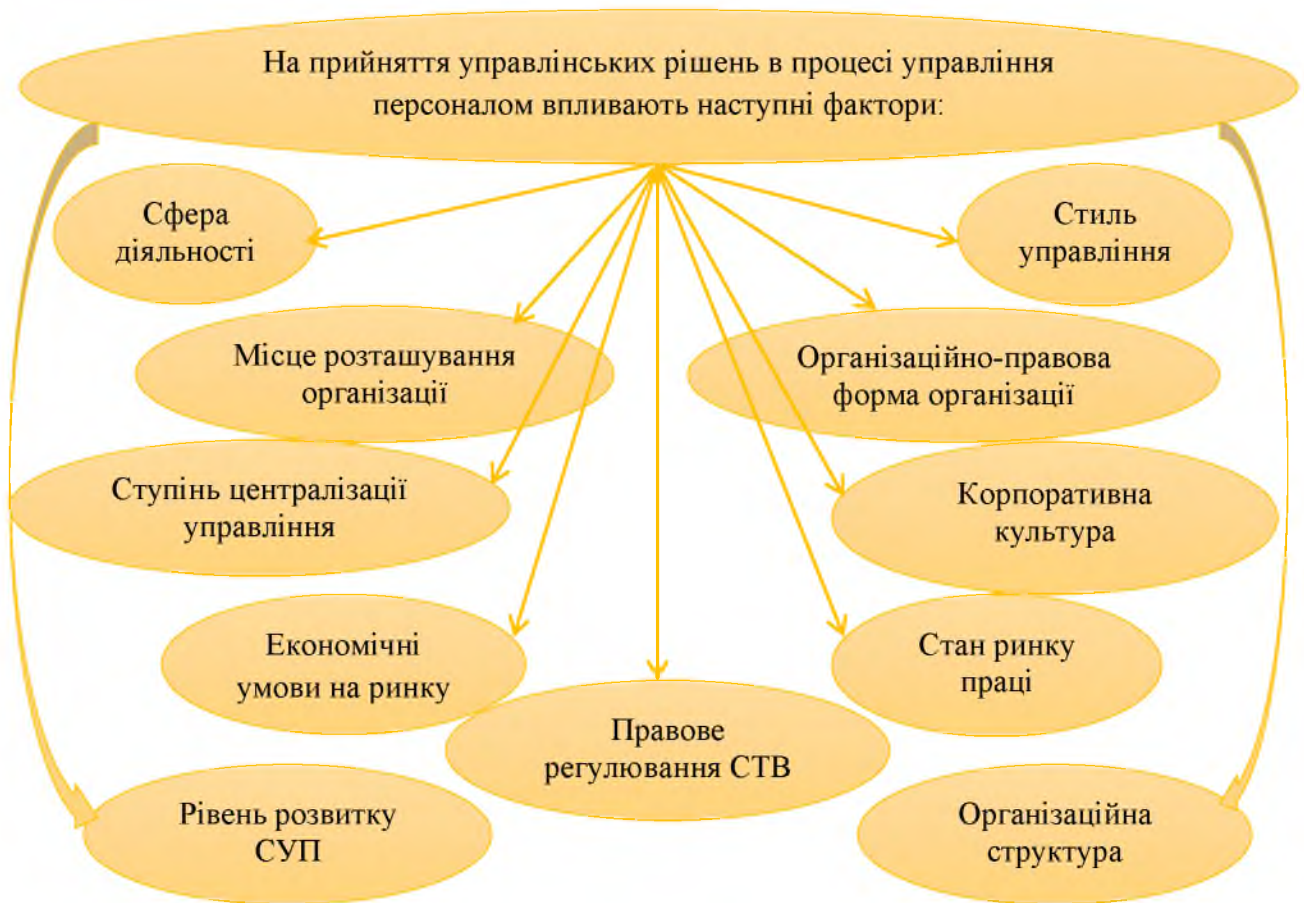 На прийняття управлінських рішень в процесі управління
персоналом впливають наступні фактори:
Сфера
діяльності
Стиль
управління
Місце розташування
організації
Організаційно-правова
форма організації
Ступінь централізації
управління
Корпоративна
культура
Економічні
умови на ринку
Стан ринку
праці
Правове
регулювання СТВ
Рівень розвитку
СУП
Організаційна
структура